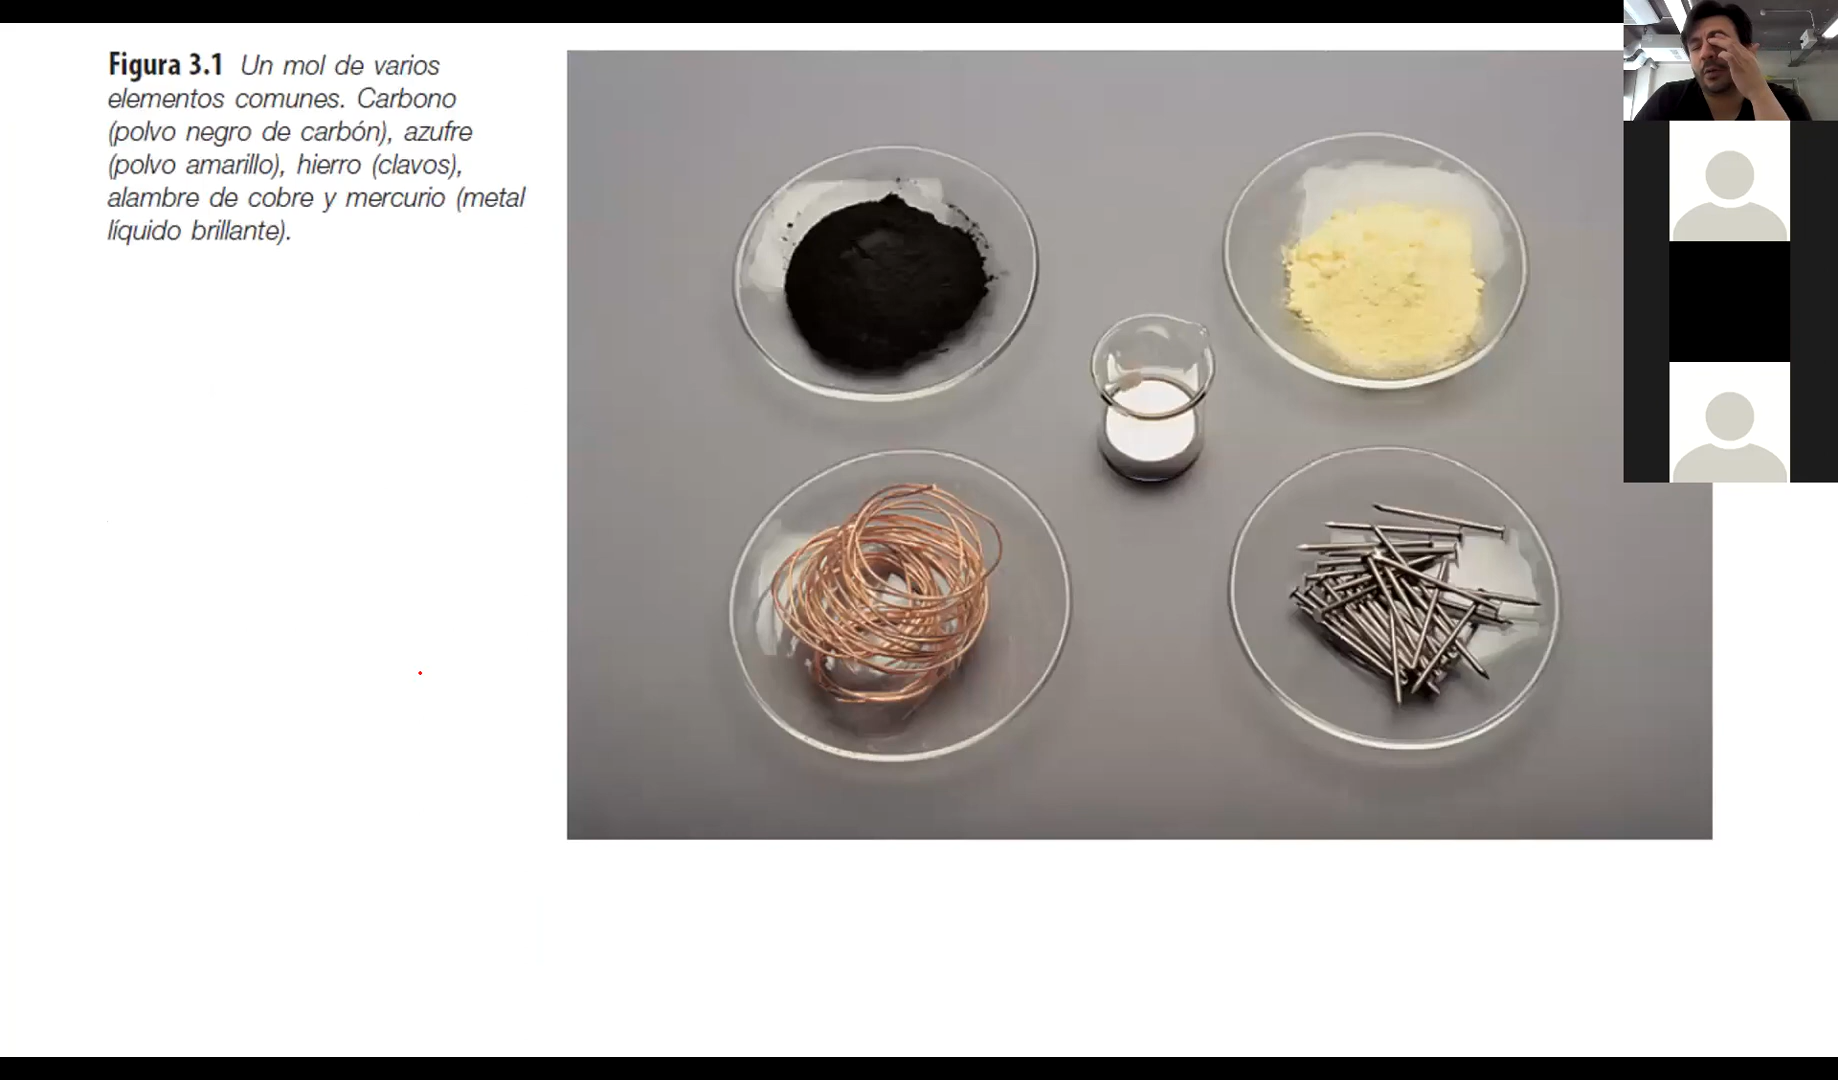 Figura 3.1 Un mol de varios
elementos comunes. Carbono
(polvo negro de carbón), azufre
(polvo amarillo), hierro (clavos),
alambre de cobre y mercurio (metal
líquido brillante).